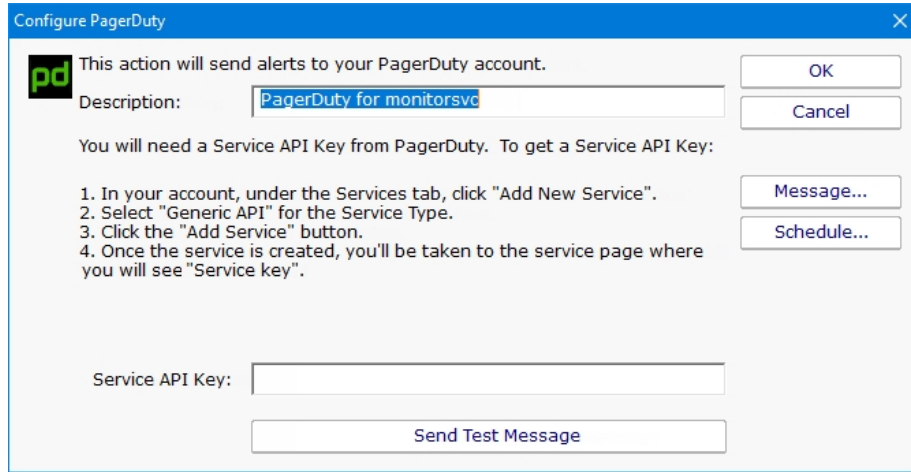 Configure PagerDuty
pd
This action will send alerts to your PagerDuty account.
OK
Description:
PagerDuty for monitorsvc
Cancel
You will need a Service API Key from PagerDuty. To get a Service API Key:
1. In your account, under the Services tab, click "Add New Service".
Message...
2. Select "Generic API" for the Service Type.
3. Click the "Add Service" button.
Schedule...
4. Once the service is created, you'll be taken to the service page where
you will see "Service key".
Service API Key:
Send Test Message